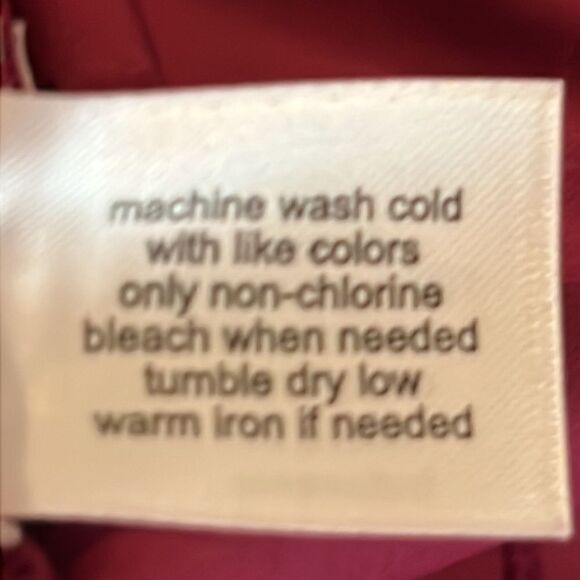 machine wash cold
with like colors
only non-chlorine
bleach when needed
tumble dry low
warm iron if needed